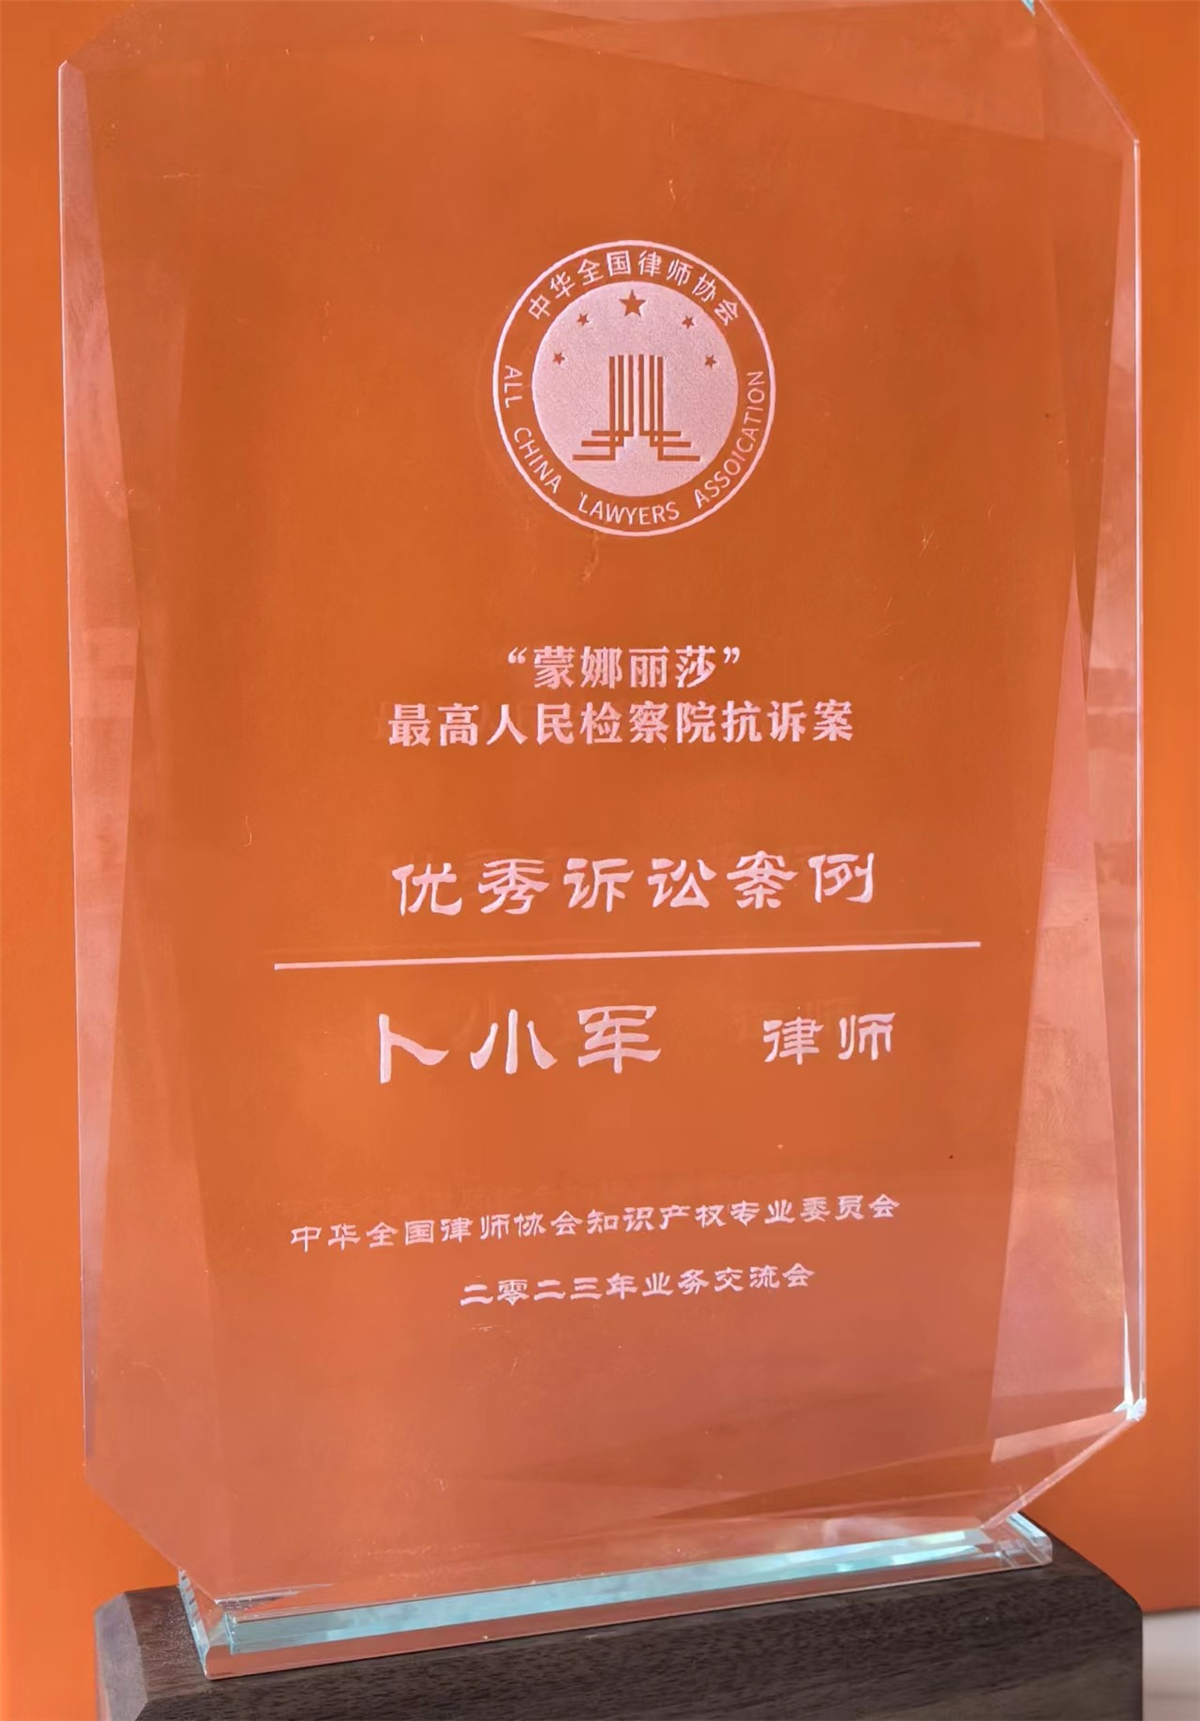 中华全国律师协会
ALL CHINA LAWYERS ASSOICATION
“蒙娜丽莎”
最高人民检察院抗诉案
优秀诉讼案例
卜小军 律师
中华全国律师协会知识产权专业委员会
二零二三年业务交流会